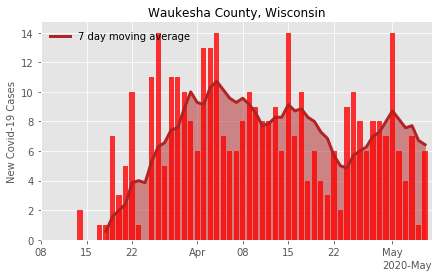 Waukesha County, Wisconsin
7 day moving average
New Covid-19 Cases
14
12
10
8
6
4
2
0
08 15 22 Apr 08 15 22 May
2020-May